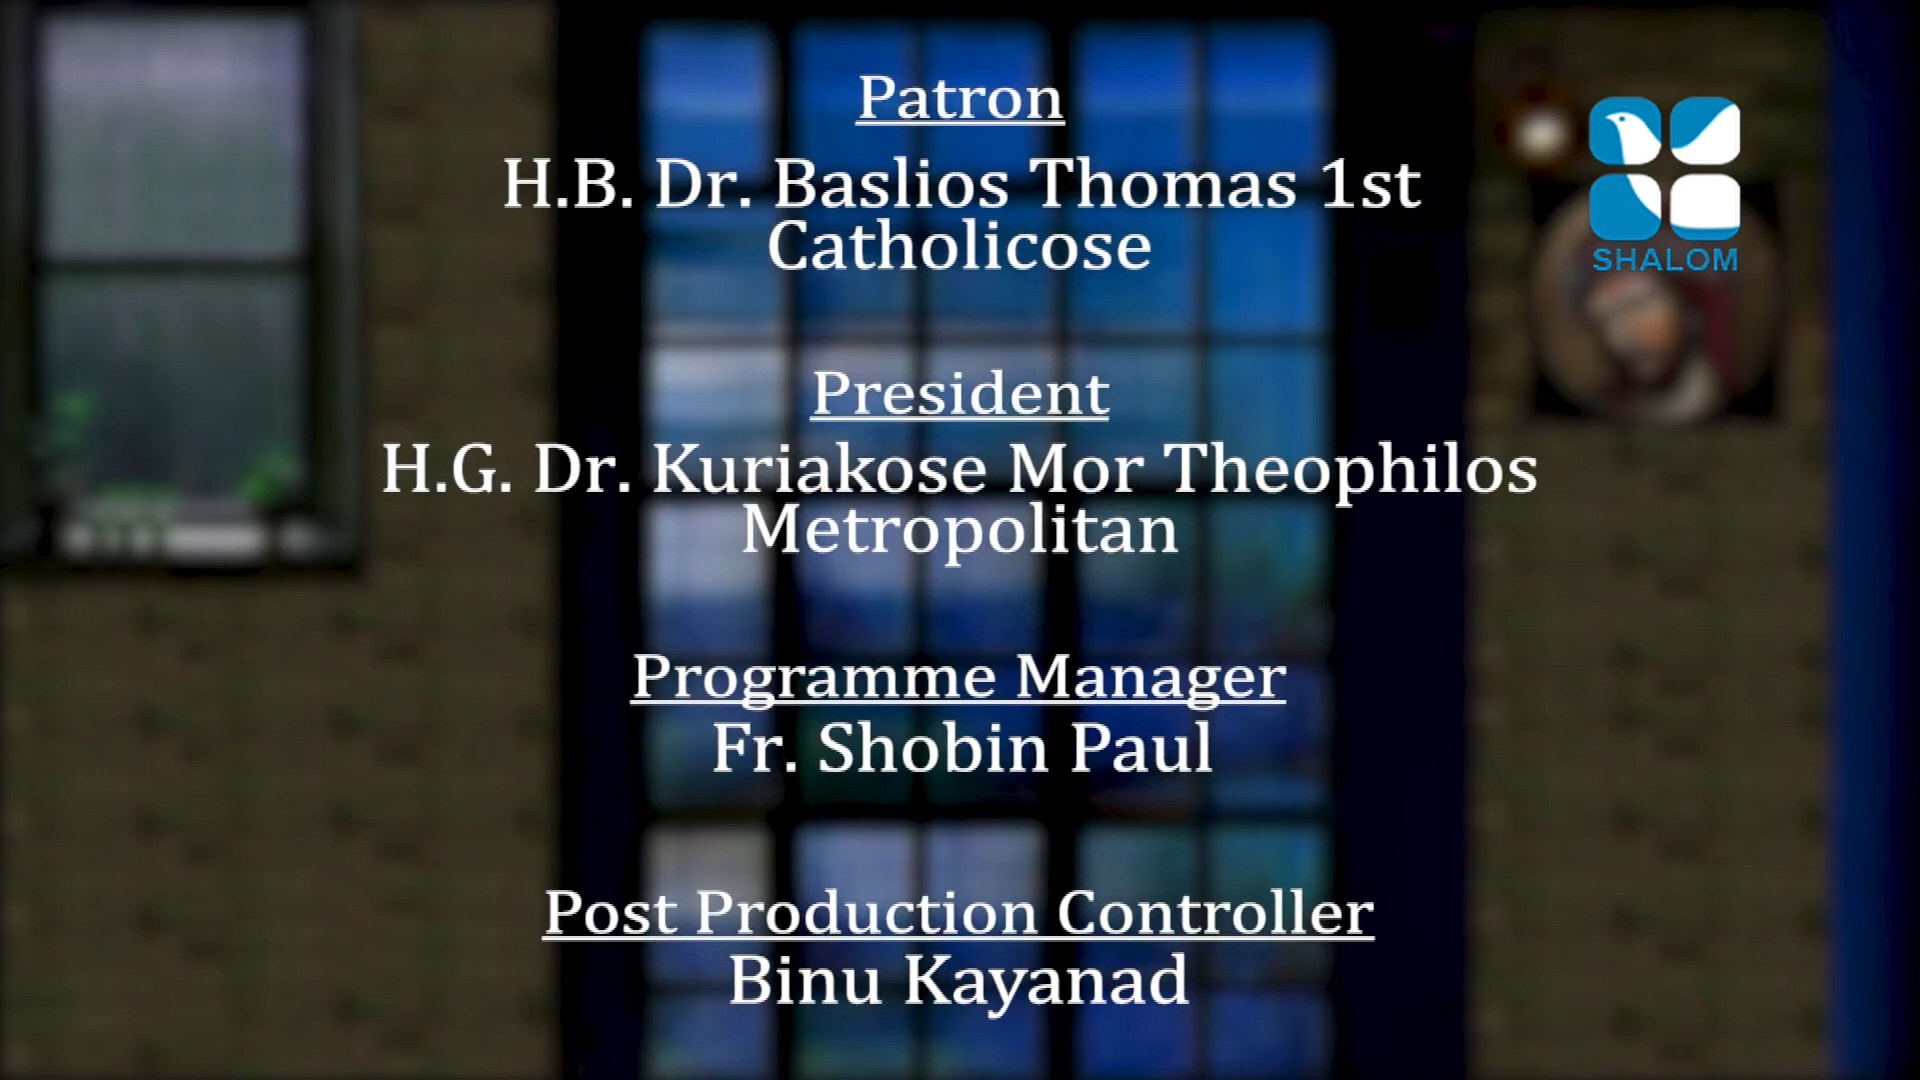 Patron
H.B. Dr. Baslios Thomas 1st
Catholicose
SHALOM
President
H.G. Dr. Kuriakose Mor Theophilos
Metropolitan
Programme Manager
Fr. Shobin Paul
Post Production Controller
Binu Kayanad